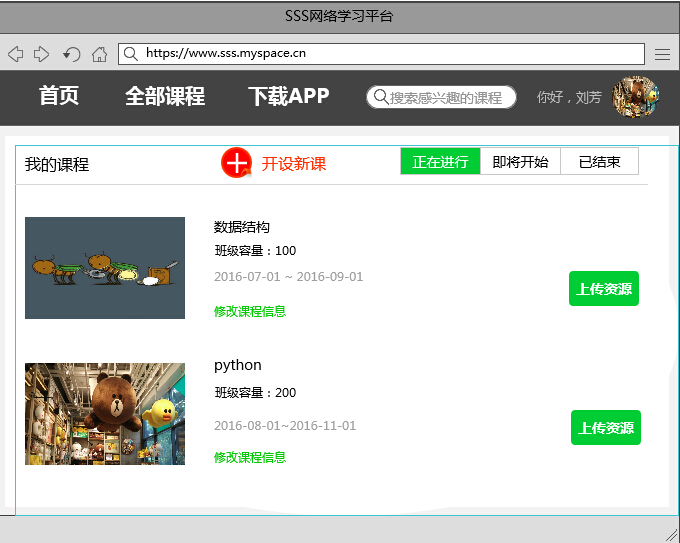 SSS网络学习平台
https://www.sss.myspace.cn
首页 全部课程 下载APP 搜索感兴趣的课程 你好，刘芳
我的课程 开设新课 正在进行 即将开始 已结束
数据结构
班级容量：100
2016-07-01 ~ 2016-09-01
上传资源
修改课程信息
python
班级容量：200
2016-08-01~2016-11-01
上传资源
修改课程信息